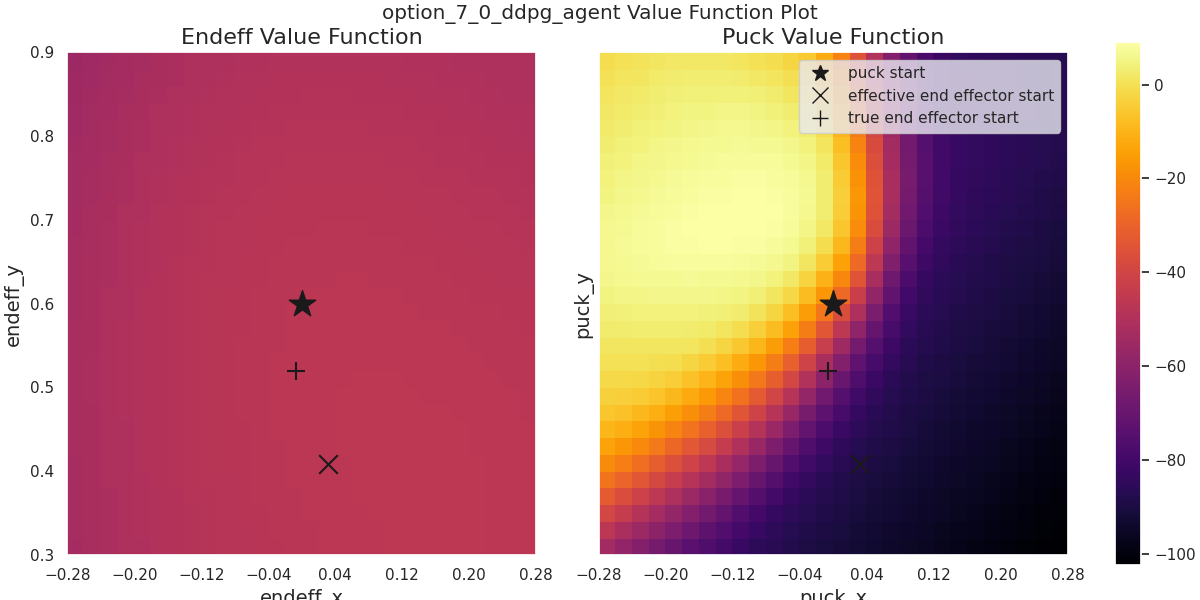 option_7_0_ddpg_agent Value Function Plot
Endeff Value Function
Puck Value Function
0.9
0.8
0.7
0.6
0.5
0.4
0.3
endeff_y
−0.28 −0.20 −0.12 −0.04 0.04 0.12 0.20 0.28
endeff_x
puck_y
puck start
effective end effector start
true end effector start
−0.28 −0.20 −0.12 −0.04 0.04 0.12 0.20 0.28
puck_x
0
−20
−40
−60
−80
−100